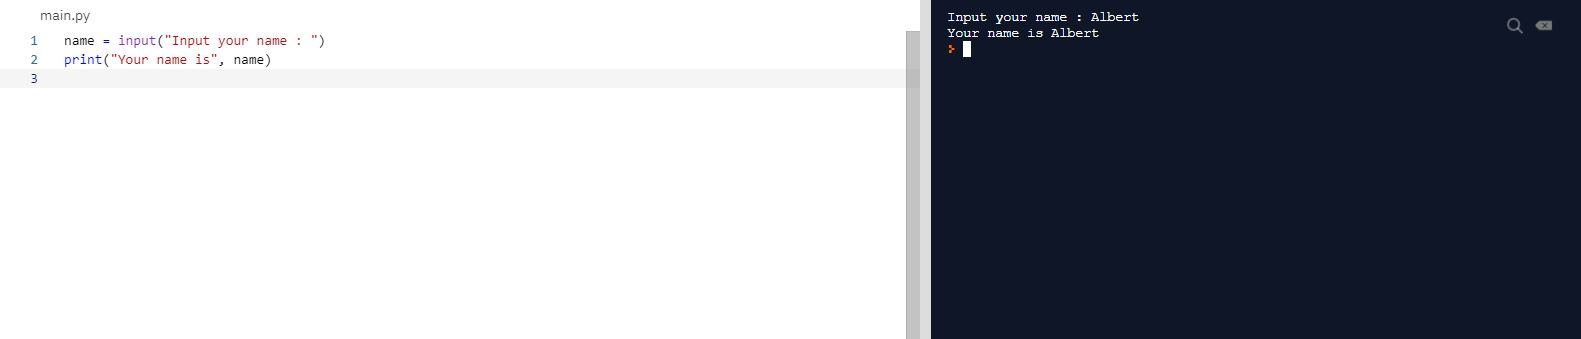 main.py
1 name = input("Input your name : ")
2 print("Your name is", name)
3
Input your name : Albert
Your name is Albert
>